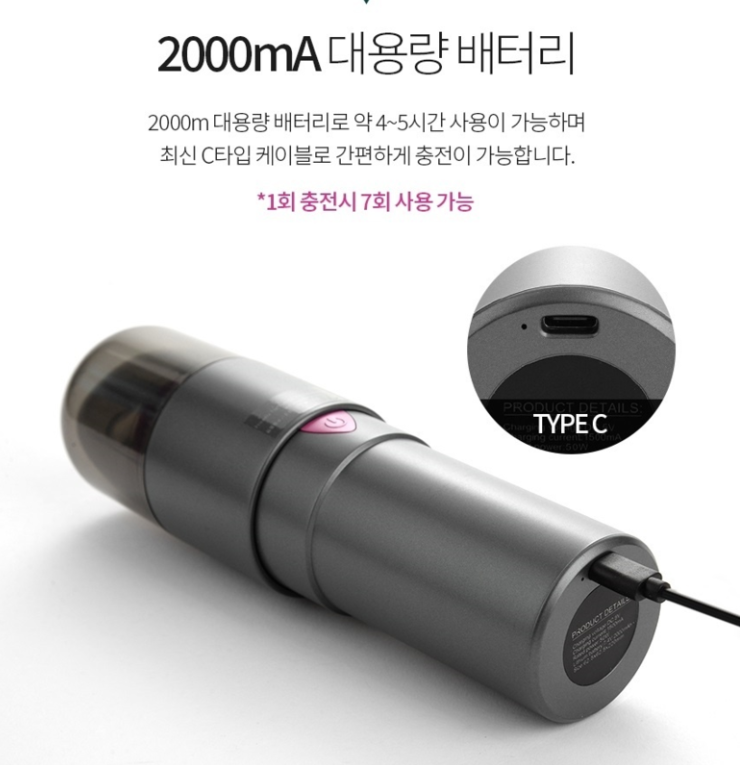 2000mA 대용량 배터리
2000m 대용량 배터리로 약 4~5시간 사용이 가능하며
최신 C타입 케이블로 간편하게 충전이 가능합니다.
*1회 충전시 7회 사용 가능
PRODUCT DETAILS:
Charging current 1500mA
TYPE C
PRODUCT DETAILS